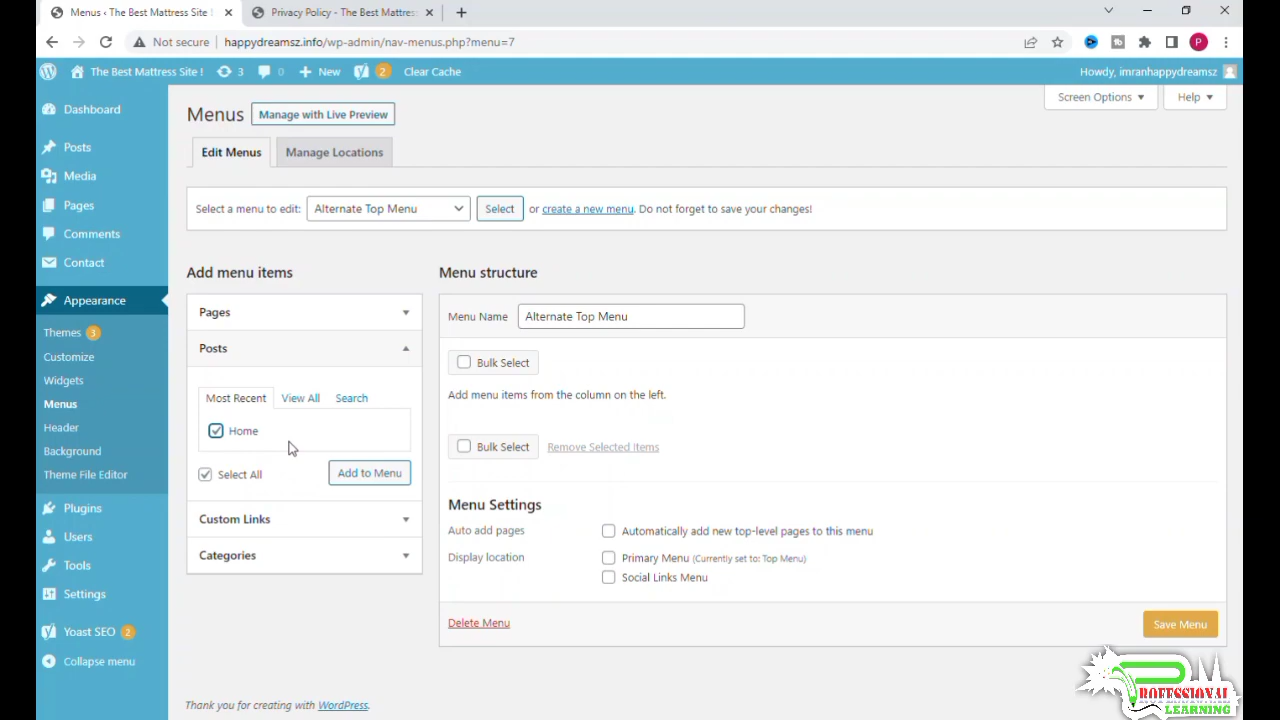 Menus ‹ The Best Mattress Site !
Privacy Policy - The Best Mattress
Not secure
happydreamsz.info/wp-admin/nav-menus.php?menu=7
P
The Best Mattress Site !
3
0
New
2
Clear Cache
Howdy, imranhappydreamsz
Dashboard
Posts
Media
Pages
Comments
Contact
Appearance
Themes 3
Customize
Widgets
Menus
Header
Background
Theme File Editor
Plugins
Users
Tools
Settings
Yoast SEO 2
Collapse menu
Screen Options
Help
Menus
Manage with Live Preview
Edit Menus
Manage Locations
Select a menu to edit: Alternate Top Menu Select or create a new menu. Do not forget to save your changes!
Add menu items
Pages
Posts
Most Recent
View All
Search
Home
Select All
Add to Menu
Custom Links
Categories
Menu structure
Menu Name Alternate Top Menu
Bulk Select
Add menu items from the column on the left.
Bulk Select
Remove Selected Items
Menu Settings
Auto add pages
Automatically add new top-level pages to this menu
Display location
Primary Menu (Currently set to: Top Menu)
Social Links Menu
Delete Menu
Save Menu
Thank you for creating with WordPress.
PROFESSIONAL
LEARNING